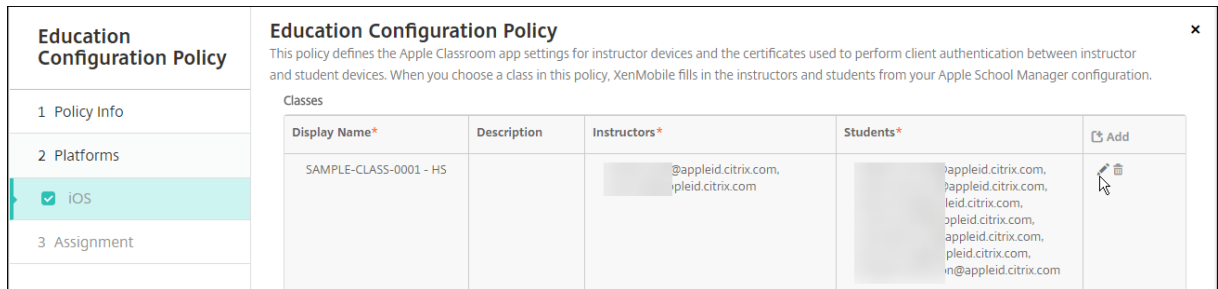 Education
Configuration Policy
1 Policy Info
2 Platforms
iOS
3 Assignment
Education Configuration Policy
This policy defines the Apple Classroom app settings for instructor devices and the certificates used to perform client authentication between instructor
and student devices. When you choose a class in this policy, XenMobile fills in the instructors and students from your Apple School Manager configuration.
Classes
Display Name* Description Instructors* Students* Add
SAMPLE-CLASS-0001 - HS
@appleid.citrix.com,
pleid.citrix.com
appleid.citrix.com,
appleid.citrix.com,
leid.citrix.com,
ppleid.citrix.com,
appleid.citrix.com,
pleid.citrix.com,
n@appleid.citrix.com